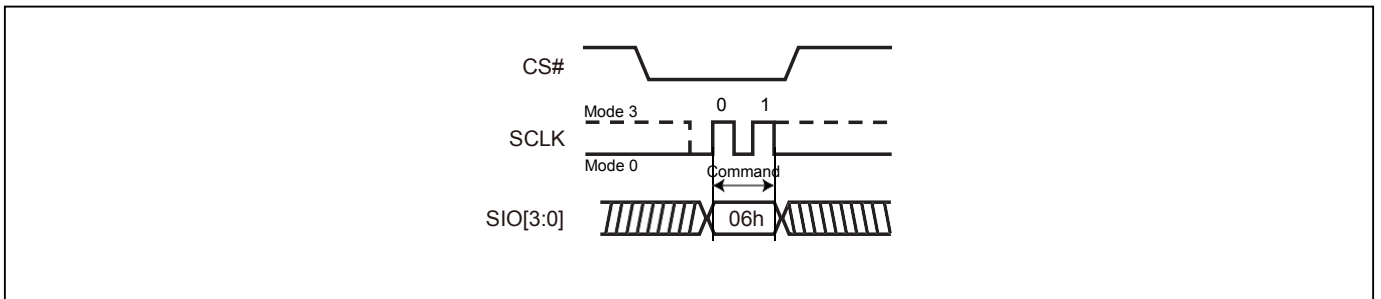 CS#
Mode 3
0 1
SCLK
Mode 0
Command
SIO[3:0]
06h